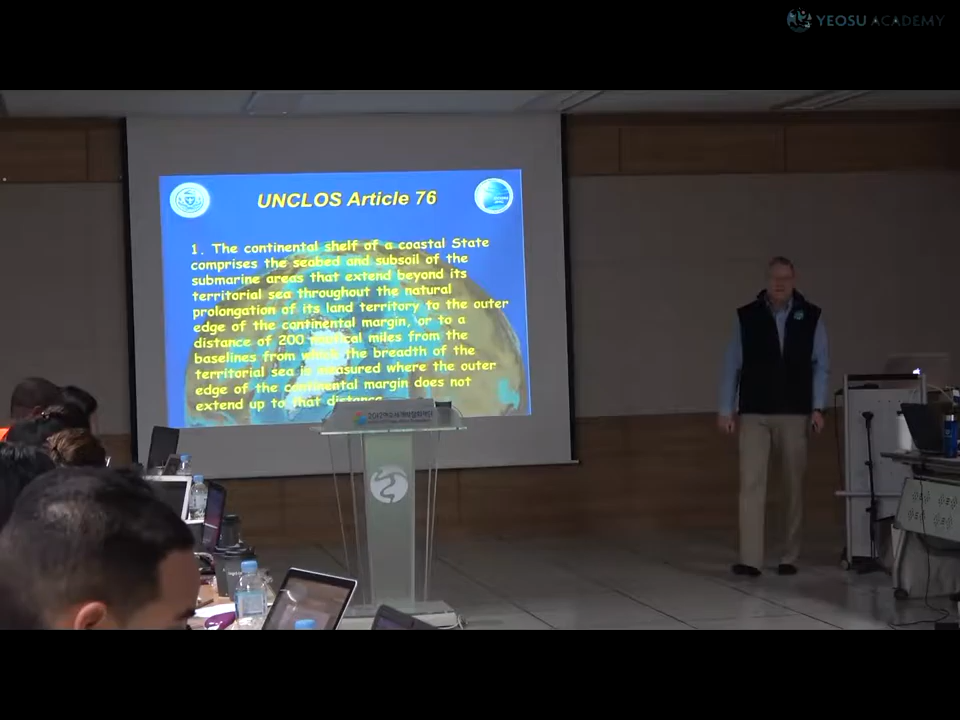 YEOSU ACADEMY
UNCLOS Article 76
1. The continental shelf of a coastal State
comprises the seabed and subsoil of the
submarine areas that extend beyond its
territorial sea throughout the natural
prolongation of its land territory to the outer
edge of the continental margin, or to a
distance of 200 nautical miles from the
baselines from which the breadth of the
territorial sea is measured where the outer
edge of the continental margin does not
extend up to that distance.